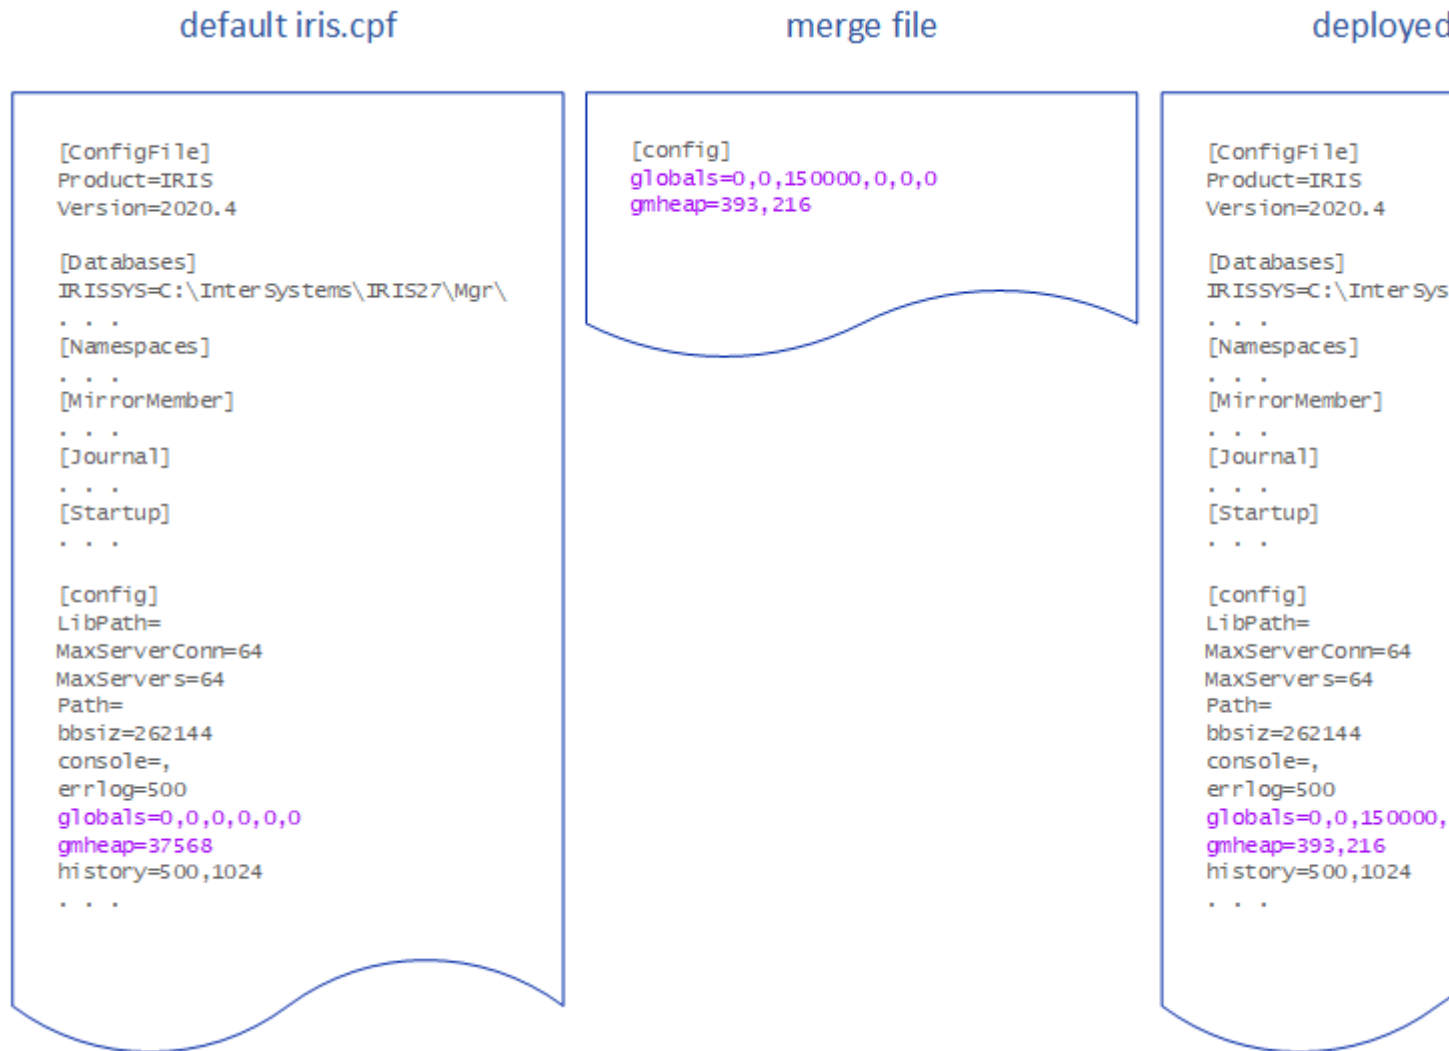 default iris.cpf
[ConfigFile]
Product=IRIS
Version=2020.4
[Databases]
IRISSYS=C:\InterSystems\IRIS27\Mgr\
. . .
[Namespaces]
. . .
[MirrorMember]
. . .
[Journal]
. . .
[Startup]
. . .
[config]
LibPath=
MaxServerConn=64
MaxServers=64
Path=
bbsiz=262144
console=,
errlog=500
globals=0,0,0,0,0,0
gmheap=37568
history=500,1024
. . .
merge file
[config]
globals=0,0,150000,0,0,0
gmheap=393,216
deployed
[ConfigFile]
Product=IRIS
Version=2020.4
[Databases]
IRISSYS=C:\InterSys
. . .
[Namespaces]
. . .
[MirrorMember]
. . .
[Journal]
. . .
[Startup]
. . .
[config]
LibPath=
MaxServerConn=64
MaxServers=64
Path=
bbsiz=262144
console=,
errlog=500
globals=0,0,150000,
gmheap=393,216
history=500,1024
. . .